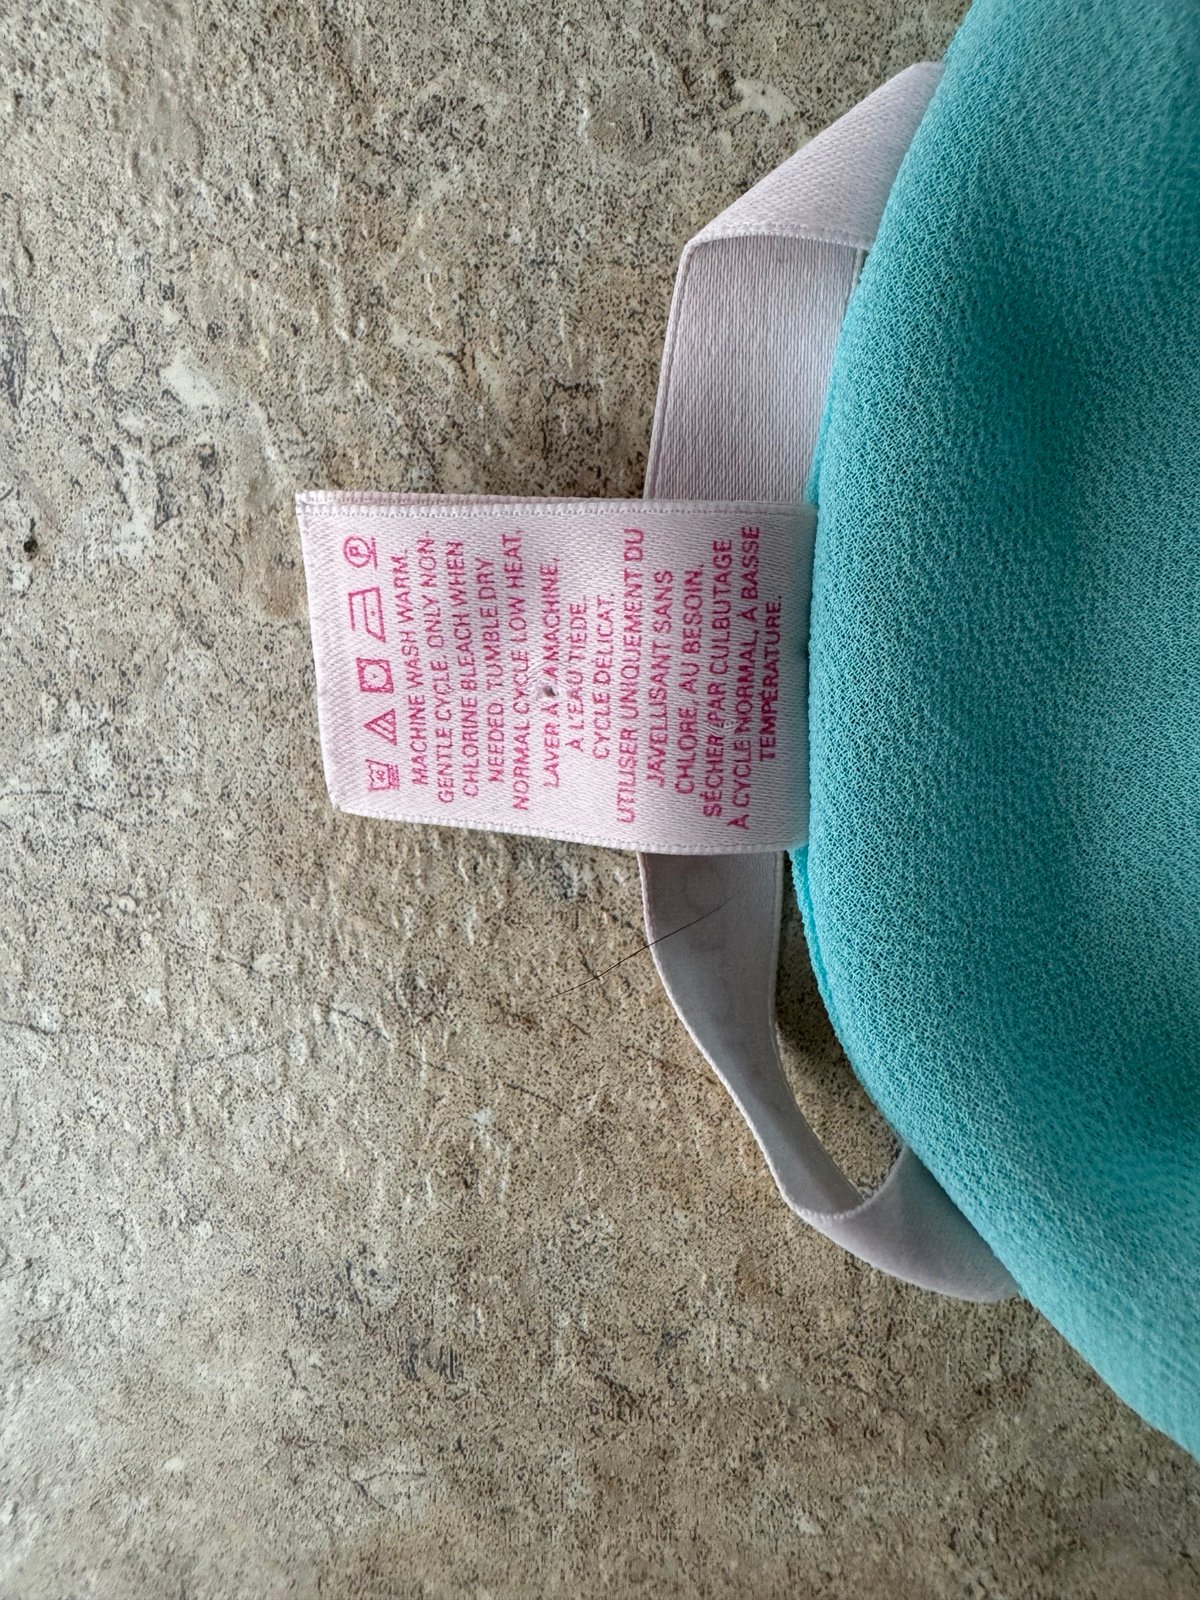 MACHINE WASH WARM
GENTLE CYCLE. ONLY NON-
CHLORINE BLEACH WHEN
NEEDED. TUMBLE DRY
NORMAL CYCLE LOW HEAT.
LAVER À LA MACHINE.
À L'EAU TIÈDE.
CYCLE DÉLICAT.
UTILISER UNIQUEMENT DU
JAVELLISANT SANS
CHLORE, AU BESOIN.
SÉCHER PAR CULBUTAGE
À CYCLE NORMAL, À BASSE
TEMPÉRATURE.